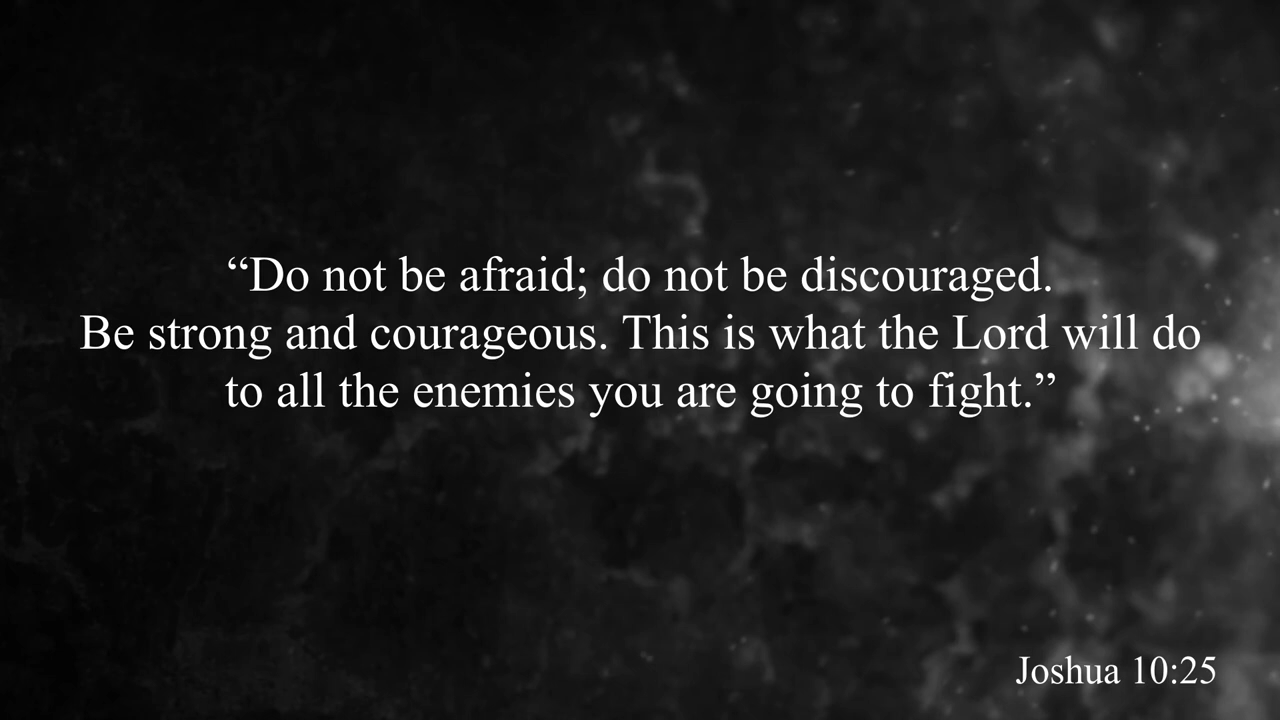 “Do not be afraid; do not be discouraged.
Be strong and courageous. This is what the Lord will do
to all the enemies you are going to fight.”
Joshua 10:25